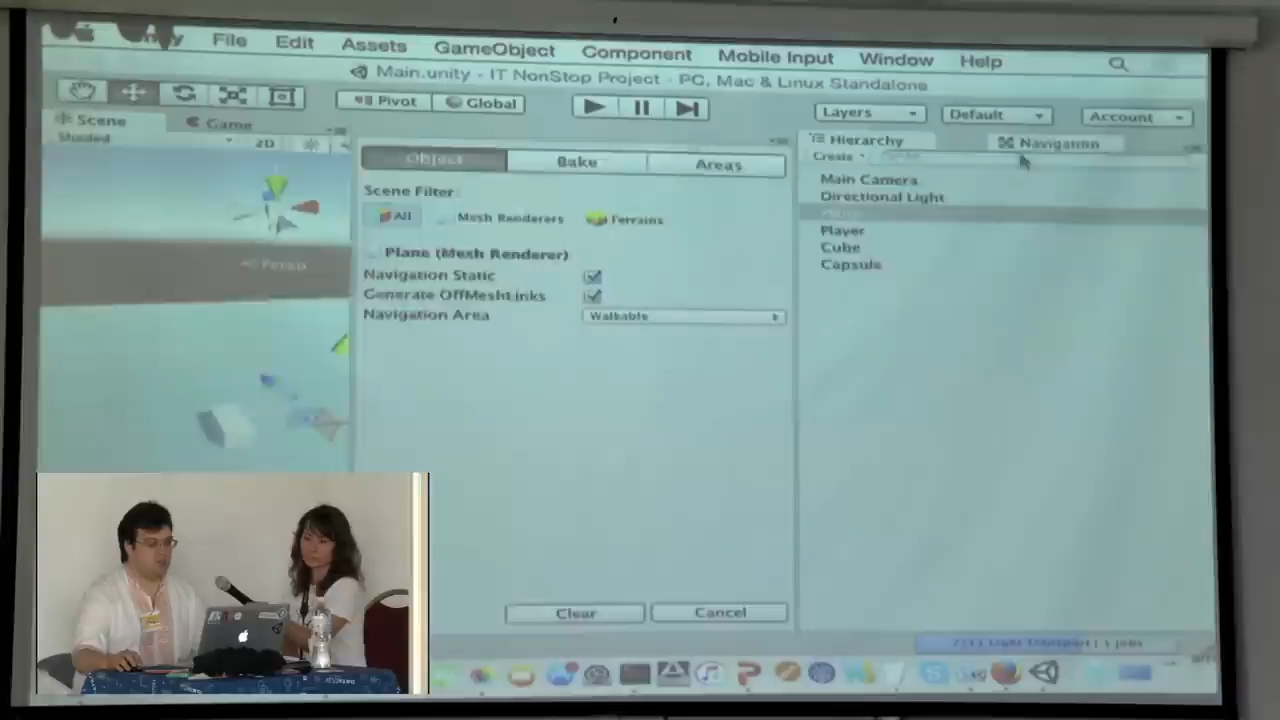 Unity File Edit Assets GameObject Component Mobile Input Window Help
Main.unity - IT NonStop Project - PC, Mac & Linux Standalone
Pivot Global Layers Default Account
Scene Game Hierarchy Navigation
Shaded 2D Object Bake Areas Create
Scene Filter: Main Camera
All Mesh Renderers Terrains Directional Light
Plane (Mesh Renderer) Player
Navigation Static Cube
Persp
Generate OffMeshLinks Capsule
Navigation Area Walkable
Clear Cancel